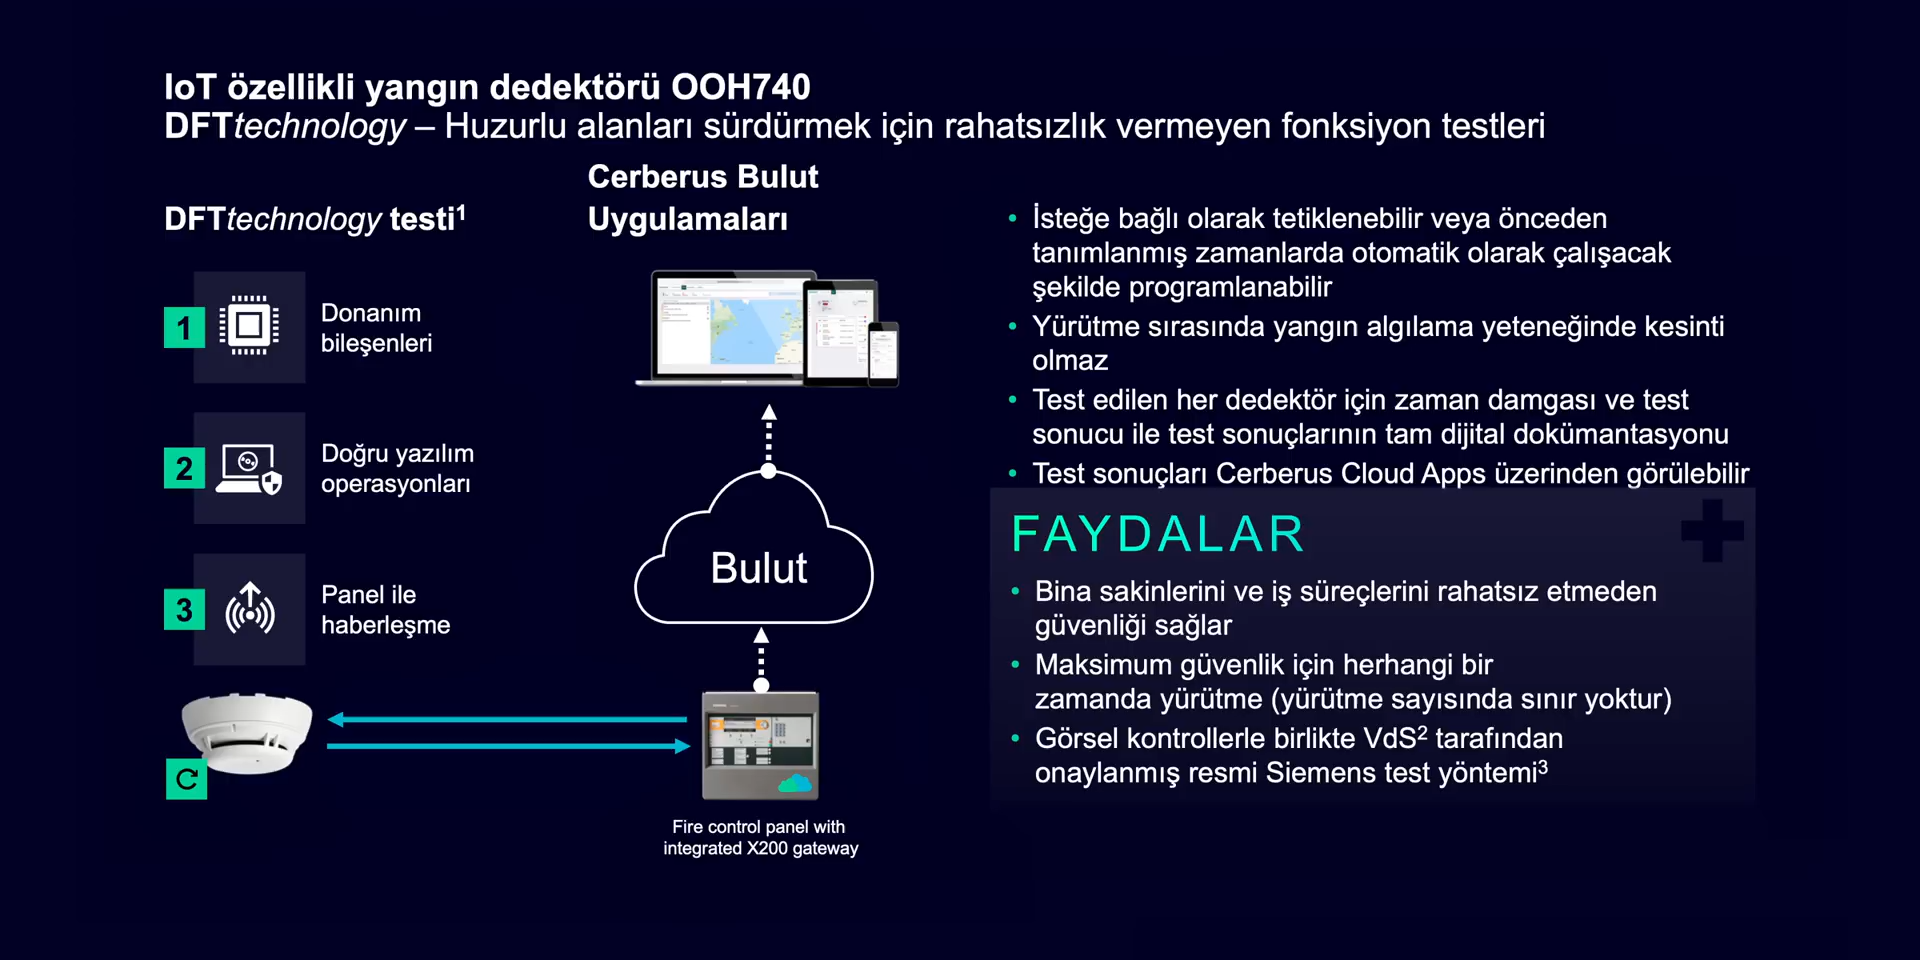 IoT özellikli yangın dedektörü OOH740
DFTtechnology – Huzurlu alanları sürdürmek için rahatsızlık vermeyen fonksiyon testleri
DFTtechnology testi¹
1
Donanım
bileşenleri
2
Doğru yazılım
operasyonları
3
Panel ile
haberleşme
Cerberus Bulut
Uygulamaları
Bulut
Fire control panel with
integrated X200 gateway
• İsteğe bağlı olarak tetiklenebilir veya önceden
tanımlanmış zamanlarda otomatik olarak çalışacak
şekilde programlanabilir
• Yürütme sırasında yangın algılama yeteneğinde kesinti
olmaz
• Test edilen her dedektör için zaman damgası ve test
sonucu ile test sonuçlarının tam dijital dokümantasyonu
• Test sonuçları Cerberus Cloud Apps üzerinden görülebilir
FAYDALAR
• Bina sakinlerini ve iş süreçlerini rahatsız etmeden
güvenliği sağlar
• Maksimum güvenlik için herhangi bir
zamanda yürütme (yürütme sayısında sınır yoktur)
• Görsel kontrollerle birlikte VdS² tarafından
onaylanmış resmi Siemens test yöntemi³